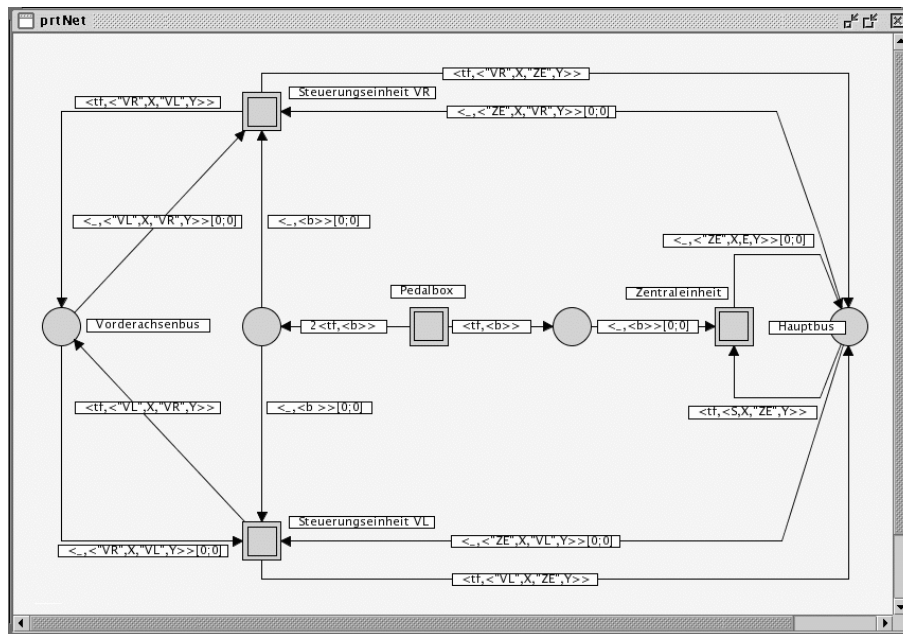 prtNet
<tf,<"VR",X,"ZE",Y>>
Steuerungseinheit VR
<tf,<"VR",X,"VL",Y>>
<_,<"ZE",X,"VR",Y>>[0;0]
<_,<"VL",X,"VR",Y>>[0;0]
<_,<b>>[0;0]
<_,<"ZE",X,E,Y>>[0;0]
Pedalbox
Zentraleinheit
Vorderachsenbus
2<tf,<b>>
<tf,<b>>
<_,<b>>[0;0]
Hauptbus
<tf,<"VL",X,"VR",Y>>
<_,<b >>[0;0]
<tf,<S,X,"ZE",Y>>
Steuerungseinheit VL
<_,<"VR",X,"VL",Y>>[0;0]
<_,<"ZE",X,"VL",Y>>[0;0]
<tf,<"VL",X,"ZE",Y>>